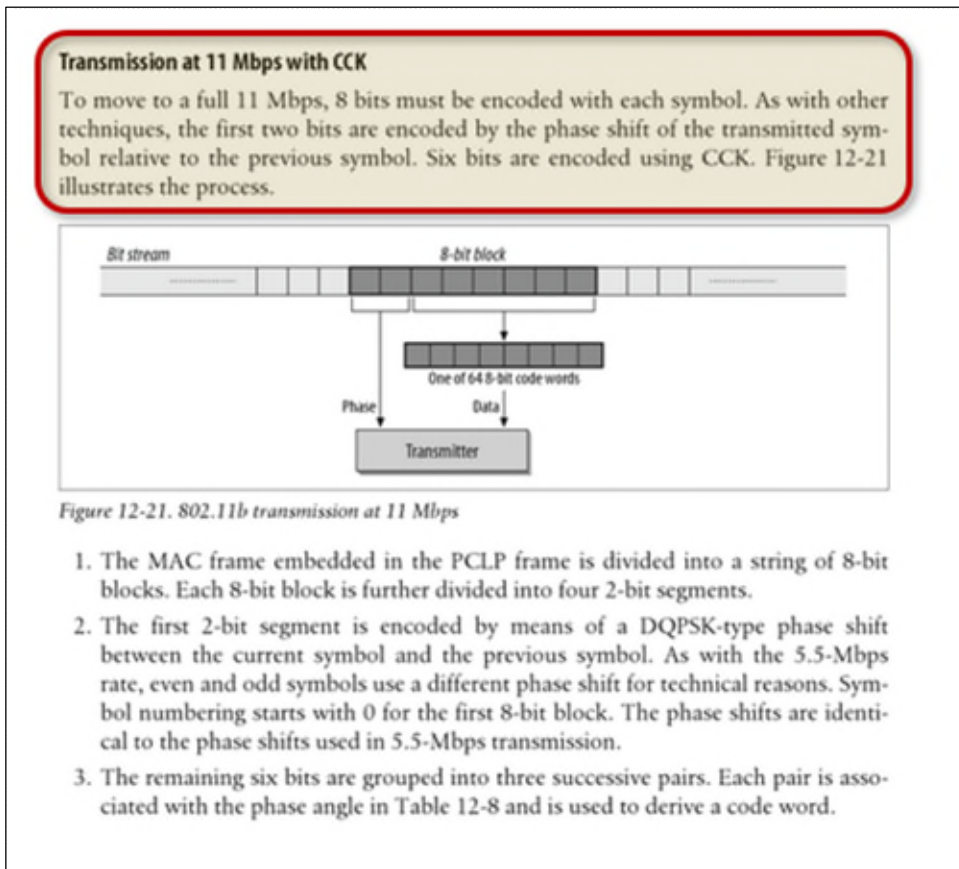 Transmission at 11 Mbps with CCK
To move to a full 11 Mbps, 8 bits must be encoded with each symbol. As with other
techniques, the first two bits are encoded by the phase shift of the transmitted sym-
bol relative to the previous symbol. Six bits are encoded using CCK. Figure 12-21
illustrates the process.
Bit stream 8-bit block
One of 64 8-bit code words
Phase Data
Transmitter
Figure 12-21. 802.11b transmission at 11 Mbps
1. The MAC frame embedded in the PCLP frame is divided into a string of 8-bit
blocks. Each 8-bit block is further divided into four 2-bit segments.
2. The first 2-bit segment is encoded by means of a DQPSK-type phase shift
between the current symbol and the previous symbol. As with the 5.5-Mbps
rate, even and odd symbols use a different phase shift for technical reasons. Sym-
bol numbering starts with 0 for the first 8-bit block. The phase shifts are identi-
cal to the phase shifts used in 5.5-Mbps transmission.
3. The remaining six bits are grouped into three successive pairs. Each pair is asso-
ciated with the phase angle in Table 12-8 and is used to derive a code word.